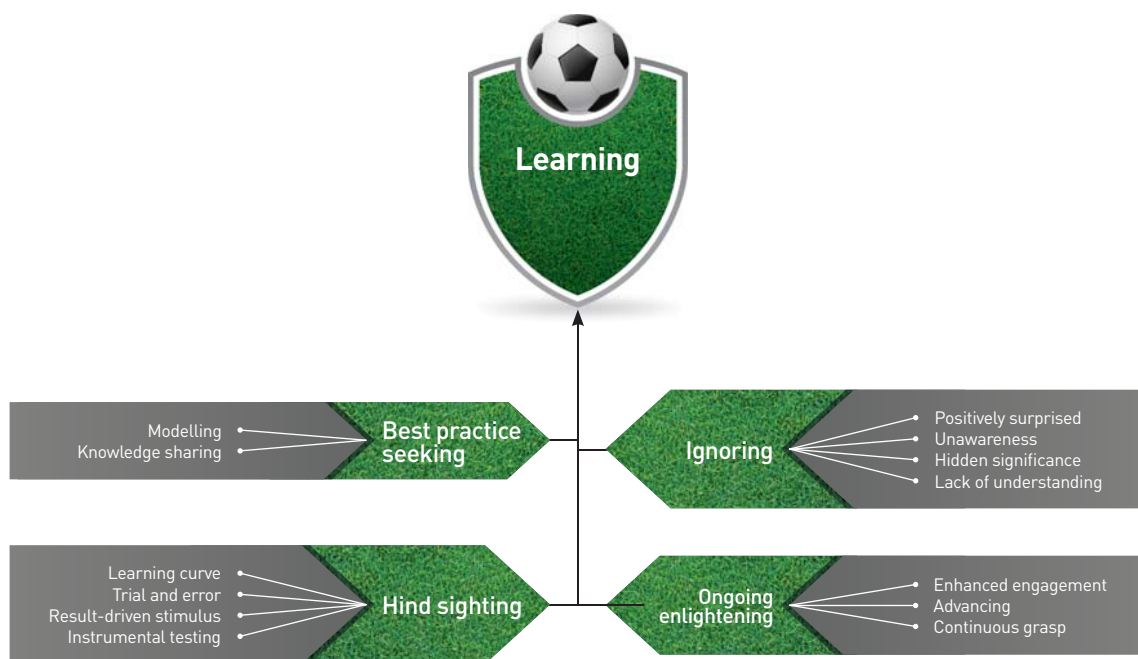 Learning
Modelling
Knowledge sharing
Best practice
seeking
Ignoring
Positively surprised
Unawareness
Hidden significance
Lack of understanding
Learning curve
Trial and error
Result-driven stimulus
Instrumental testing
Hind sighting
Ongoing
enlightening
Enhanced engagement
Advancing
Continuous grasp